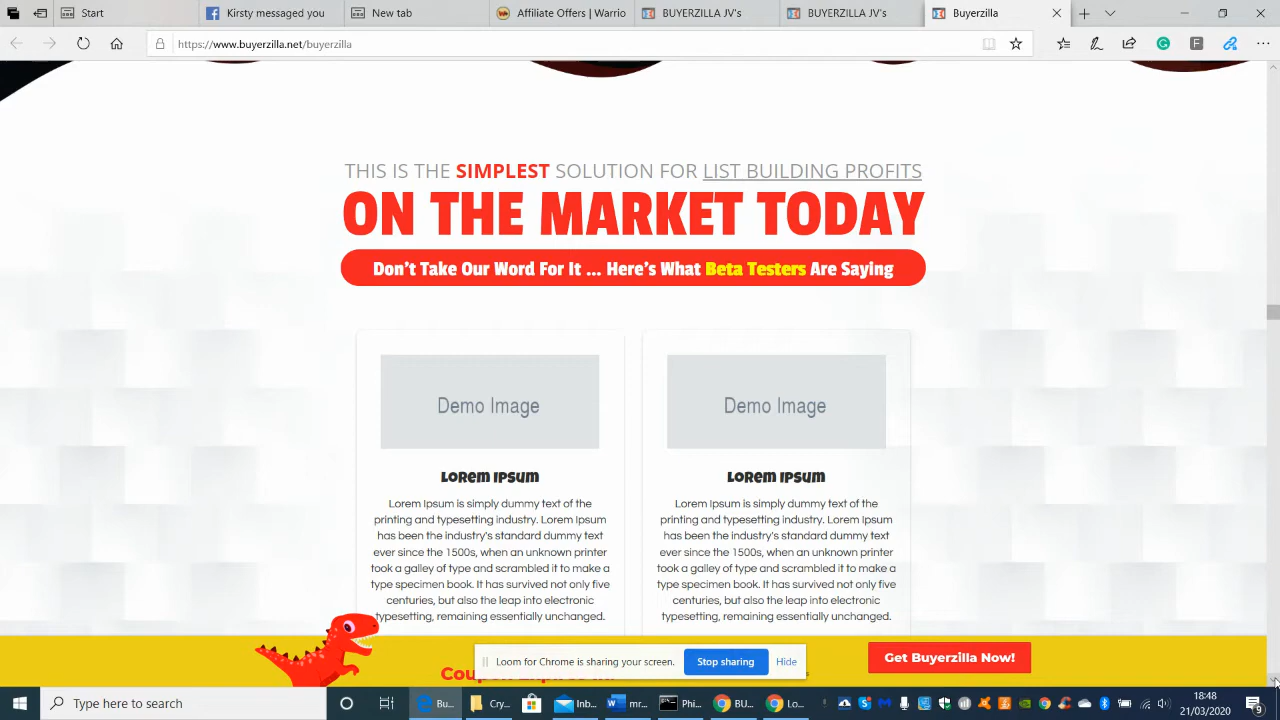 Start
Kirsty messaged you
New tab
Affiliate Offers | Warrio
BUYERZILLA JV's
BUYERZILLA JV's
Buyerzilla
https://www.buyerzilla.net/buyerzilla
THIS IS THE SIMPLEST SOLUTION FOR LIST BUILDING PROFITS
ON THE MARKET TODAY
Don't Take Our Word For It ... Here's What Beta Testers Are Saying
Demo Image
Lorem Ipsum
Lorem Ipsum is simply dummy text of the
printing and typesetting industry. Lorem Ipsum
has been the industry's standard dummy text
ever since the 1500s, when an unknown printer
took a galley of type and scrambled it to make a
type specimen book. It has survived not only five
centuries, but also the leap into electronic
typesetting, remaining essentially unchanged.
Demo Image
Lorem Ipsum
Lorem Ipsum is simply dummy text of the
printing and typesetting industry. Lorem Ipsum
has been the industry's standard dummy text
ever since the 1500s, when an unknown printer
took a galley of type and scrambled it to make a
type specimen book. It has survived not only five
centuries, but also the leap into electronic
typesetting, remaining essentially unchanged.
Loom for Chrome is sharing your screen.
Stop sharing
Hide
Get Buyerzilla Now!
Type here to search
Bu...
Cry...
Inb...
mr...
Phi...
BU...
Lo...
18:48
21/03/2020
9